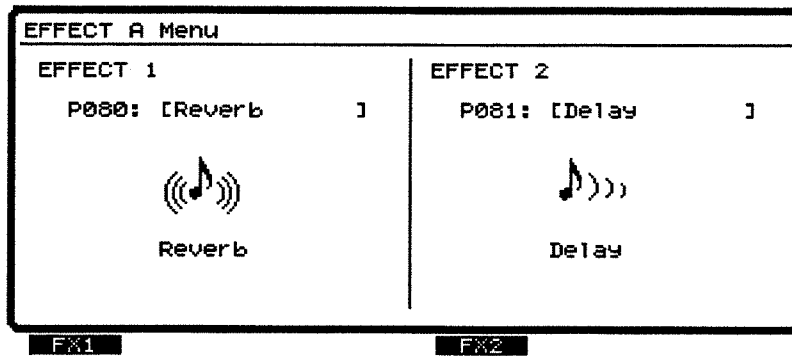 EFFECT A Menu
EFFECT 1 EFFECT 2
P080: [Reverb ] P081: [Delay ]
Reverb Delay
FX1 FX2